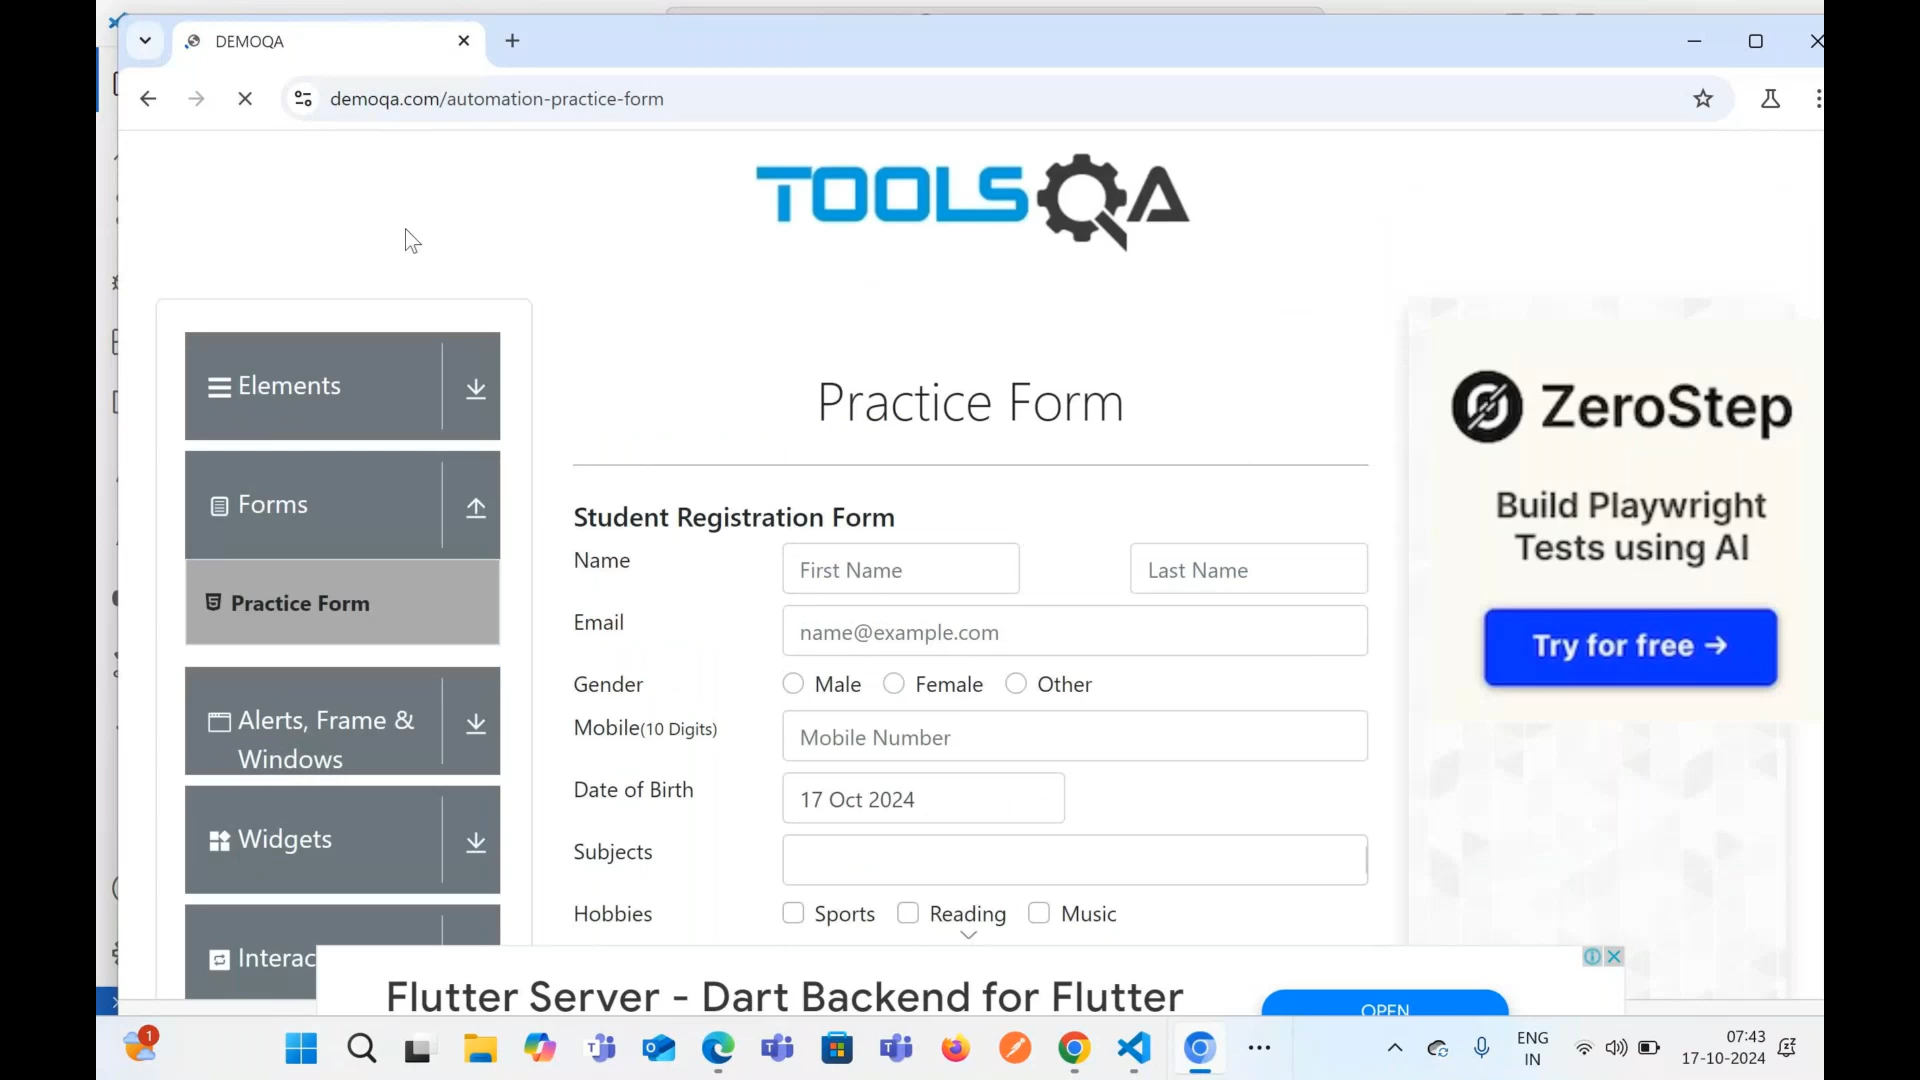 DEMOQA
demoqa.com/automation-practice-form
TOOLSQA
Elements
Forms
Practice Form
Alerts, Frame &
Windows
Widgets
Interac
Practice Form
Student Registration Form
Name
First Name
Last Name
Email
name@example.com
Gender
Male
Female
Other
Mobile(10 Digits)
Mobile Number
Date of Birth
17 Oct 2024
Subjects
Hobbies
Sports
Reading
Music
ZeroStep
Build Playwright
Tests using AI
Try for free →
Flutter Server - Dart Backend for Flutter
OPEN
1
ENG
IN
07:43
17-10-2024